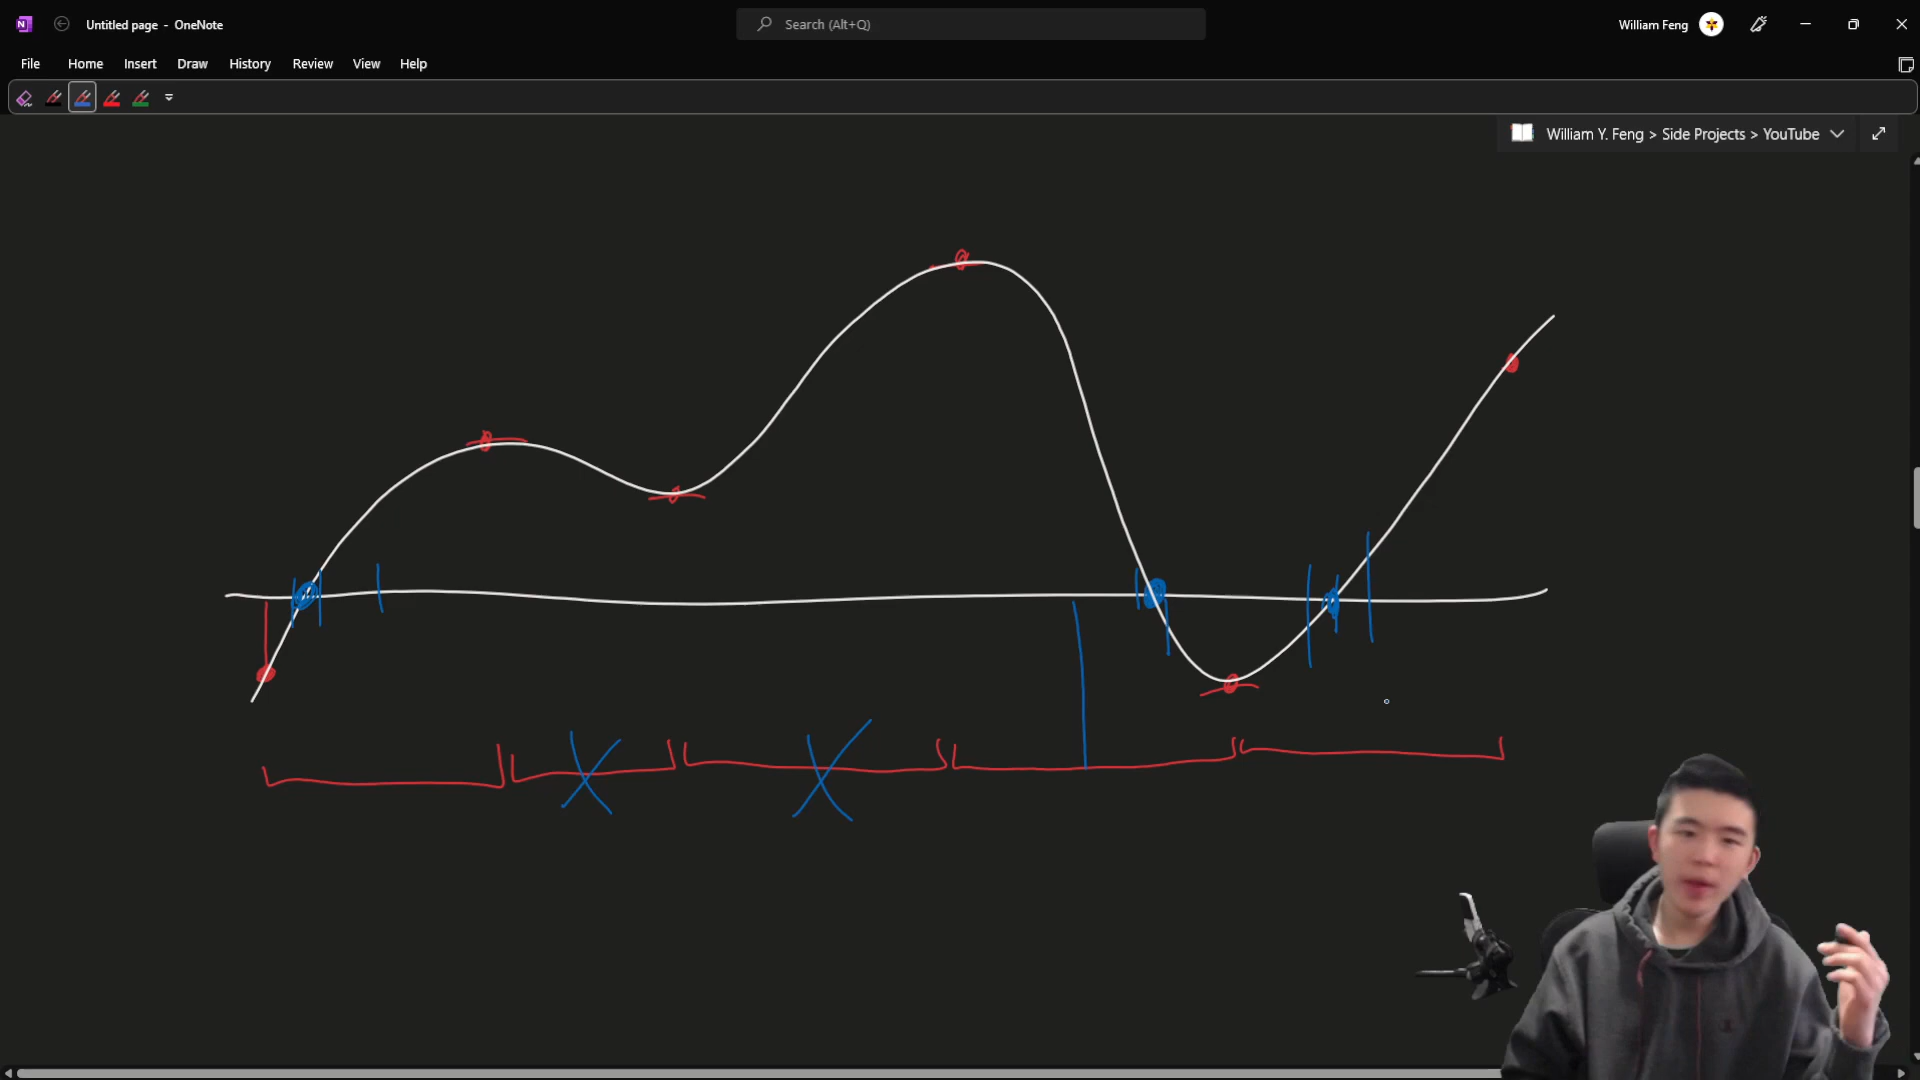 Untitled page - OneNote
Search (Alt+Q)
William Feng
File Home Insert Draw History Review View Help
William Y. Feng > Side Projects > YouTube